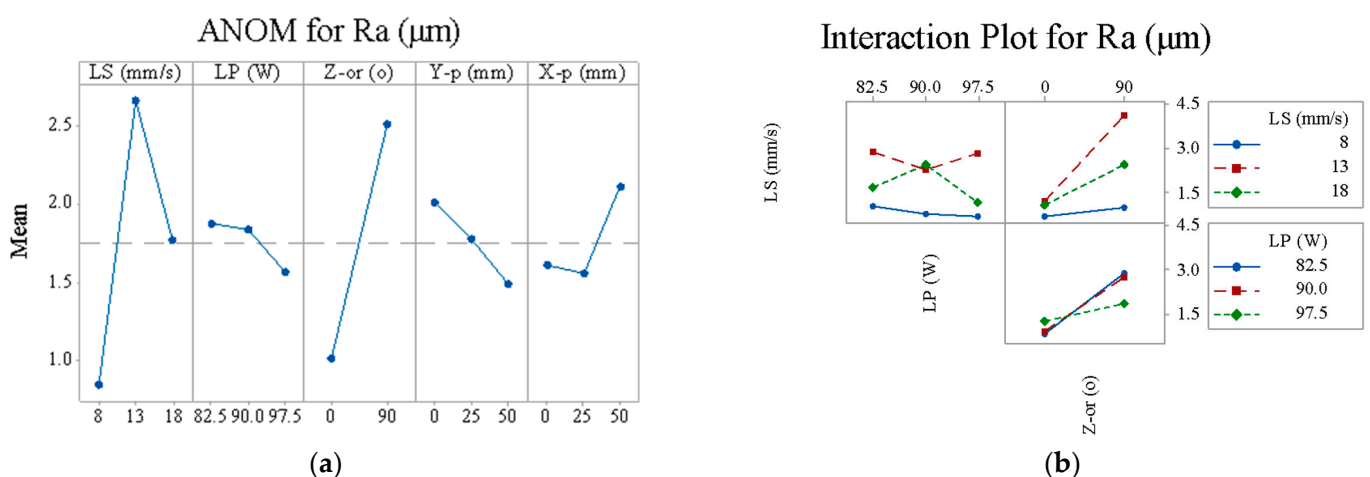 ANOM for Ra (µm)
LS (mm/s) LP (W) Z-or (o) Y-p (mm) X-p (mm)
2.5
2.0
1.5
1.0
Mean
8 13 18 82.5 90.0 97.5 0 90 0 25 50 0 25 50
(a)
Interaction Plot for Ra (µm)
82.5 90.0 97.5 0 90
LS (mm/s)
4.5
3.0
1.5
LS (mm/s)
8
13
18
LP (W)
4.5
3.0
1.5
LP (W)
82.5
90.0
97.5
Z-or (o)
(b)